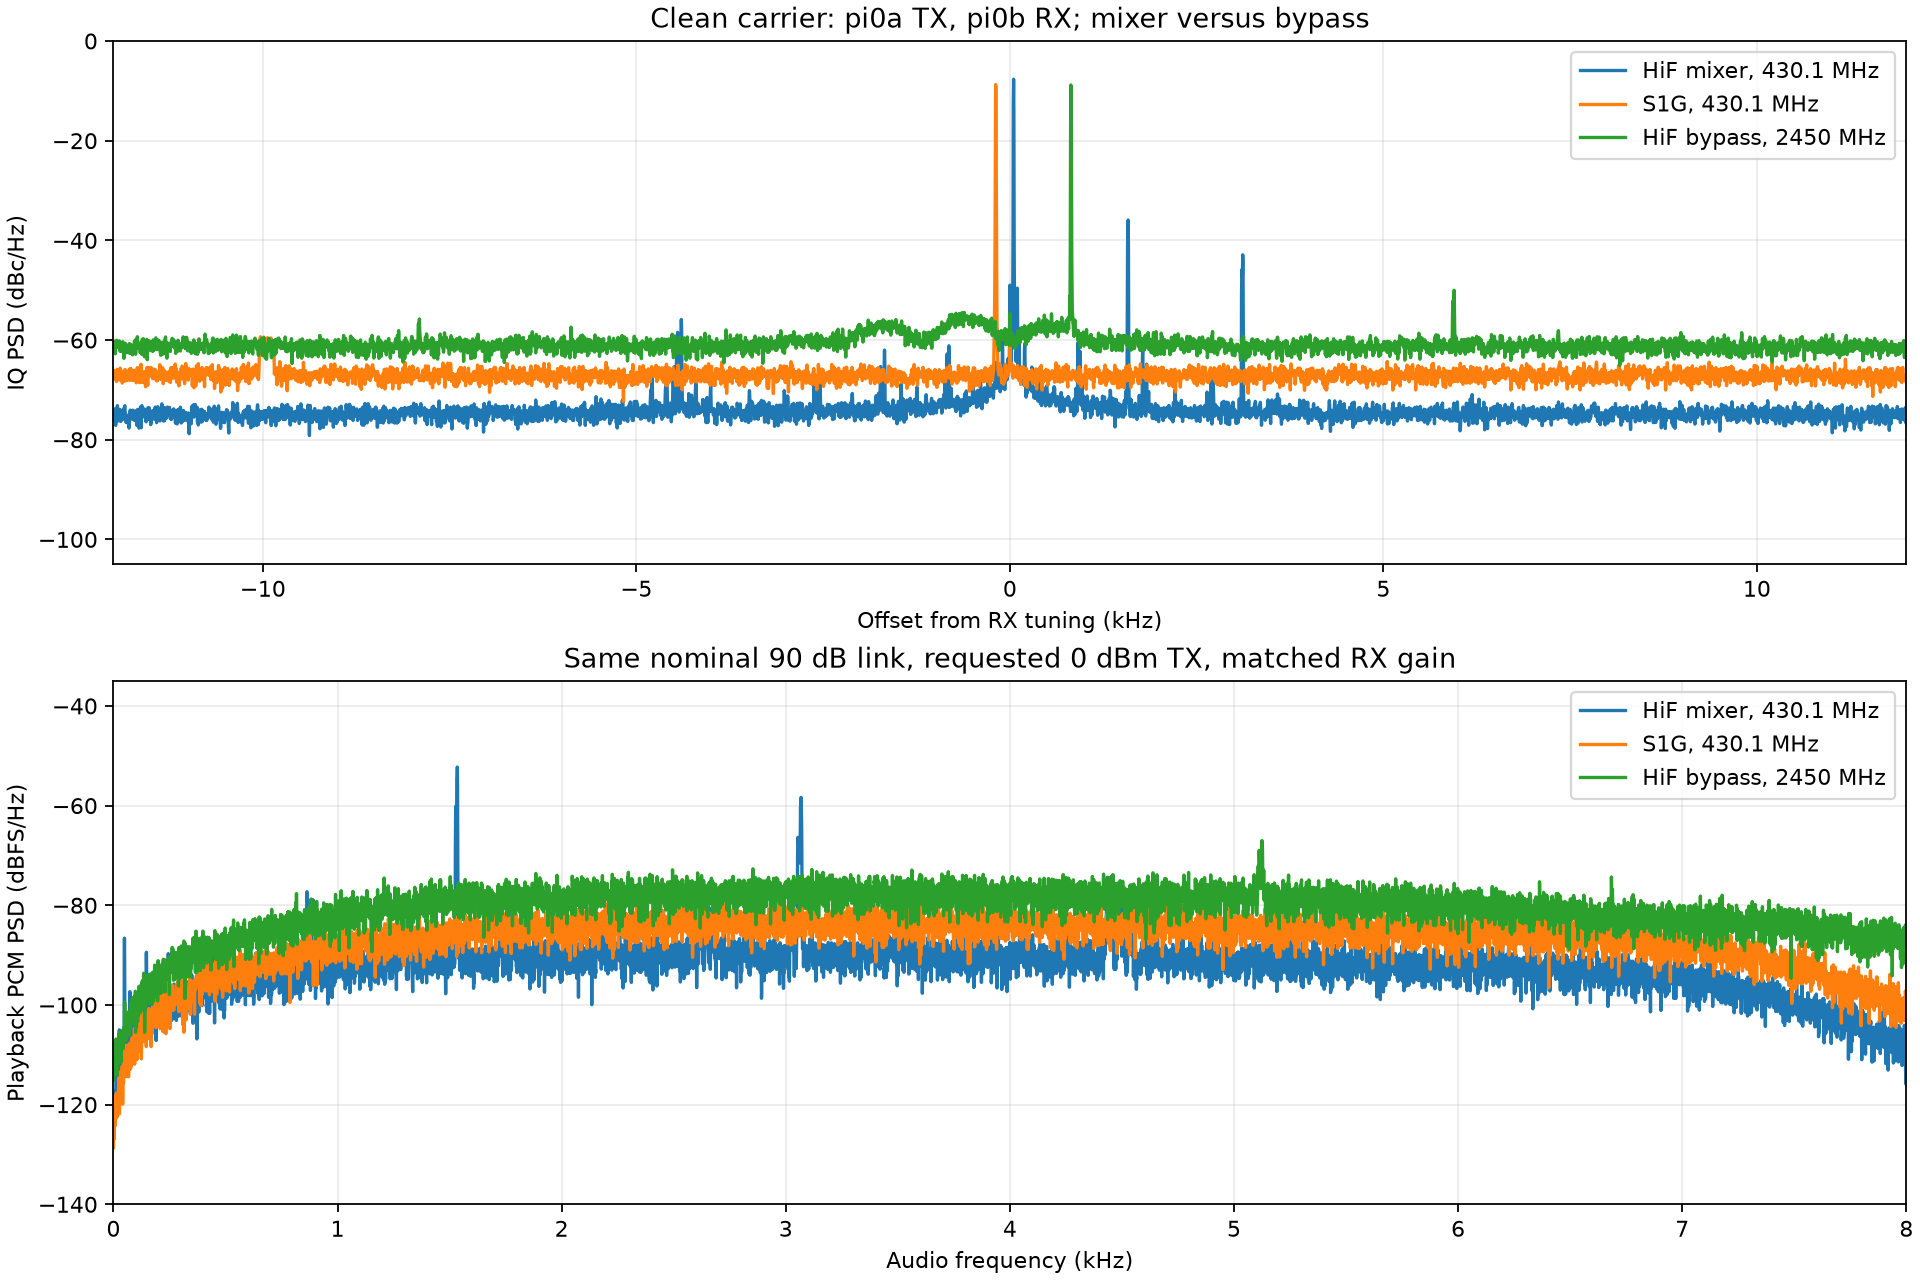 Clean carrier: pi0a TX, pi0b RX; mixer versus bypass
IQ PSD (dBc/Hz)
0
−20
−40
−60
−80
−100
HiF mixer, 430.1 MHz
S1G, 430.1 MHz
HiF bypass, 2450 MHz
−10
−5
0
5
10
Offset from RX tuning (kHz)
Same nominal 90 dB link, requested 0 dBm TX, matched RX gain
Playback PCM PSD (dBFS/Hz)
−40
−60
−80
−100
−120
−140
HiF mixer, 430.1 MHz
S1G, 430.1 MHz
HiF bypass, 2450 MHz
0
1
2
3
4
5
6
7
8
Audio frequency (kHz)